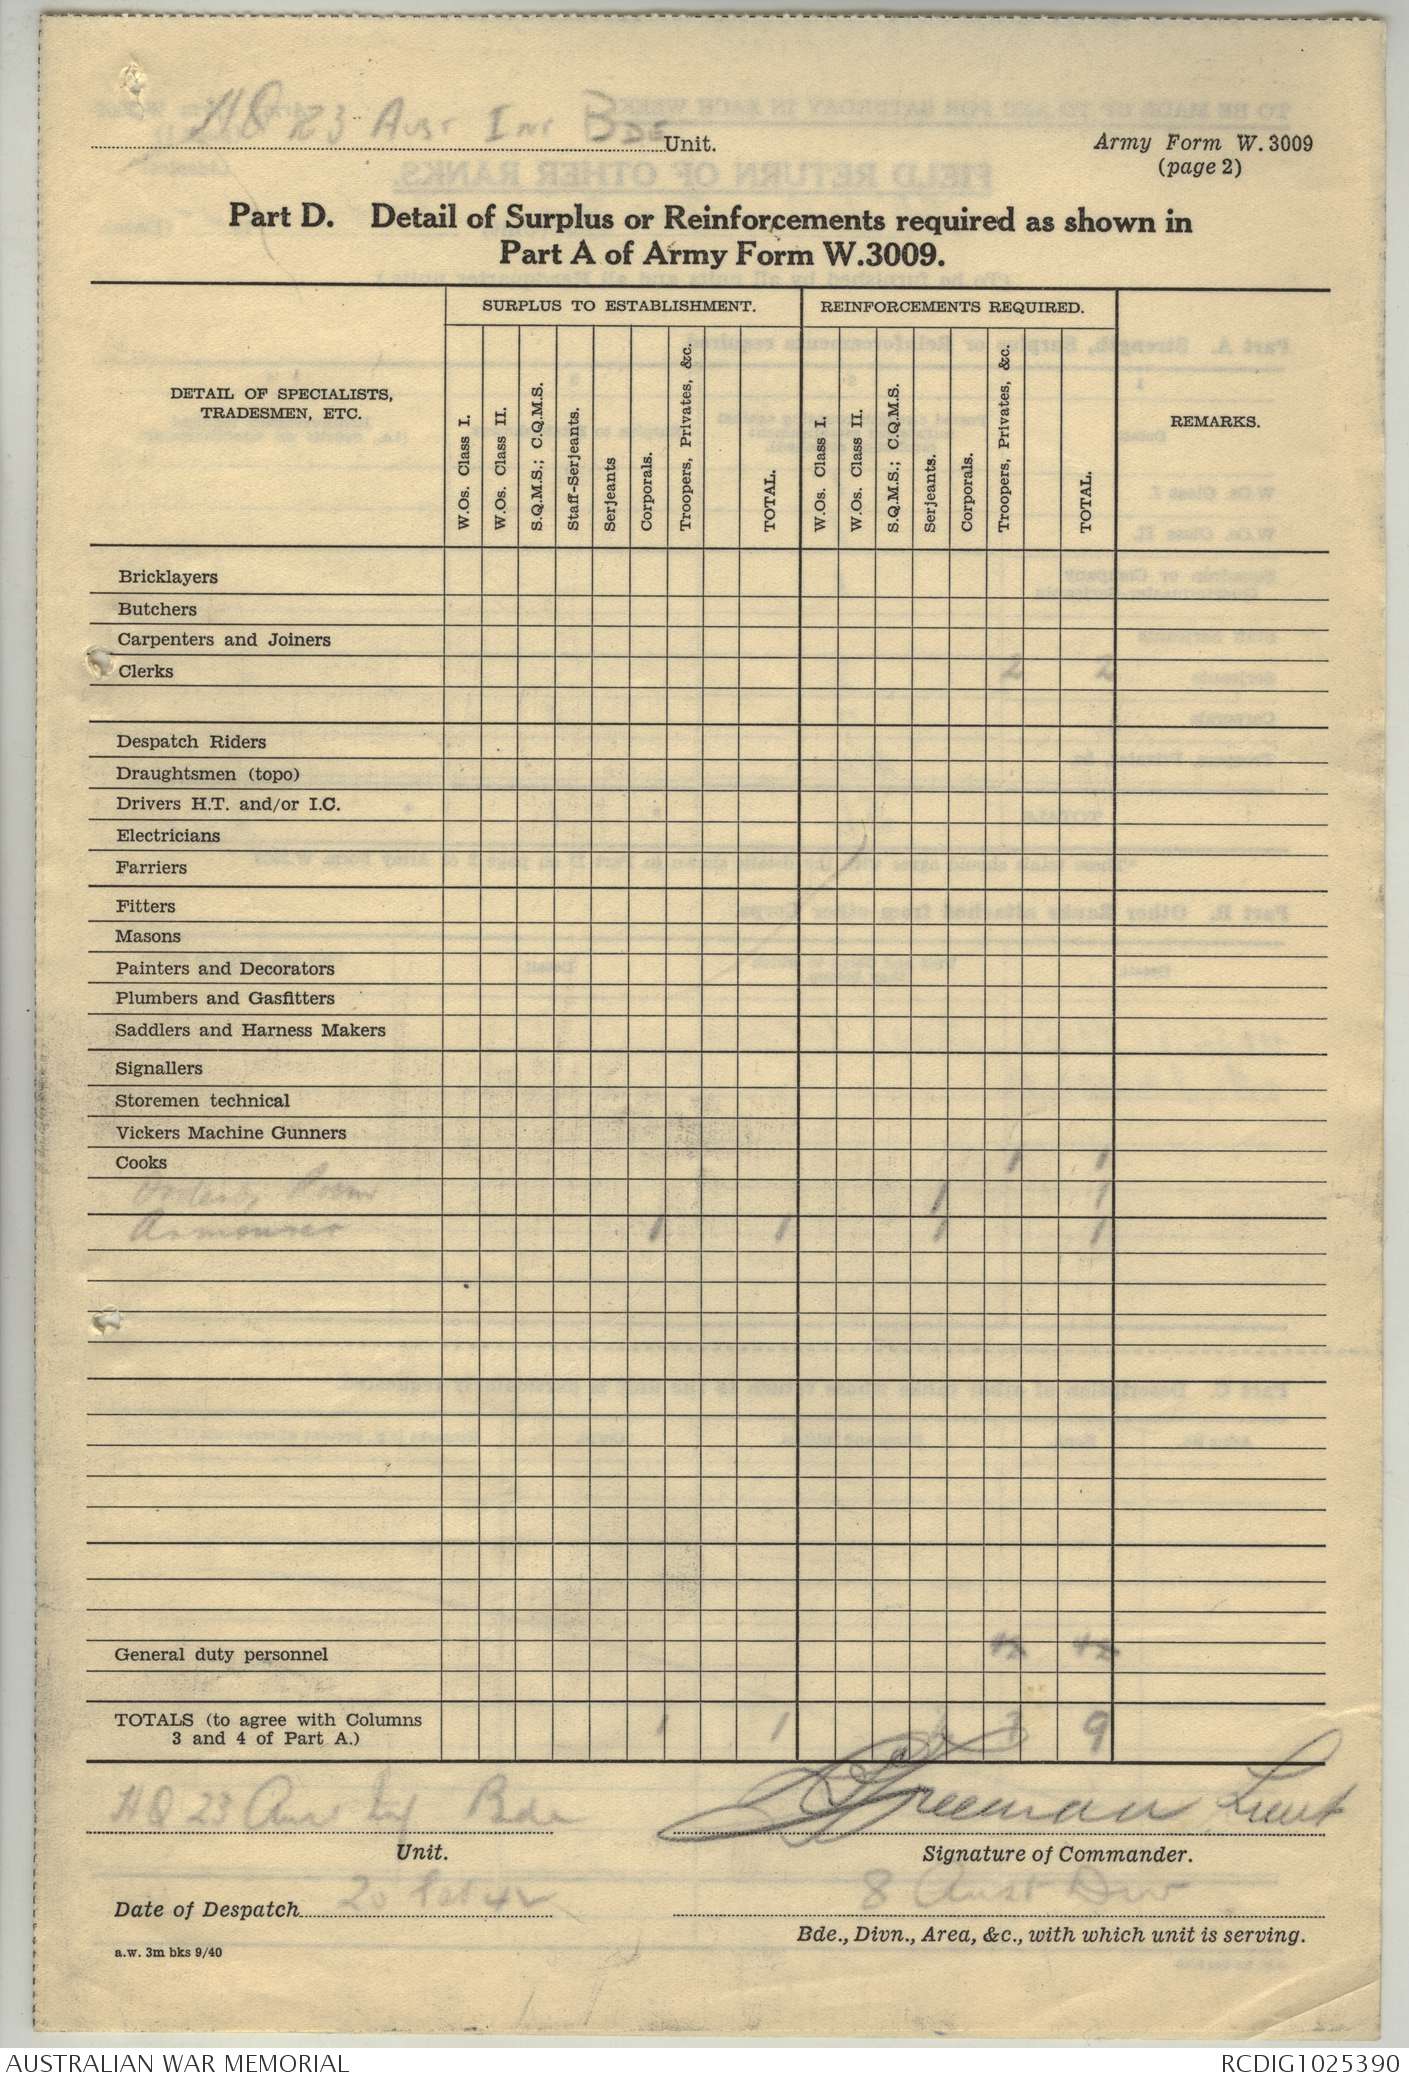 HQ 23 Aust Inf Bde Unit.
Army Form W. 3009
(page 2)
Part D. Detail of Surplus or Reinforcements required as shown in
Part A of Army Form W.3009.
DETAIL OF SPECIALISTS,
TRADESMEN, ETC.
SURPLUS TO ESTABLISHMENT.
W.Os. Class I.
W.Os. Class II.
S.Q.M.S.; C.Q.M.S.
Staff-Serjeants.
Serjeants
Corporals.
Troopers, Privates, &c.
TOTAL.
REINFORCEMENTS REQUIRED.
W.Os. Class I.
W.Os. Class II.
S.Q.M.S.; C.Q.M.S.
Serjeants.
Corporals.
Troopers, Privates, &c.
TOTAL.
REMARKS.
Bricklayers
Butchers
Carpenters and Joiners
Clerks 2 2
Despatch Riders
Draughtsmen (topo)
Drivers H.T. and/or I.C.
Electricians
Farriers
Fitters
Masons
Painters and Decorators
Plumbers and Gasfitters
Saddlers and Harness Makers
Signallers
Storemen technical
Vickers Machine Gunners
Cooks 1 1
Orderly Room 1 1
Armourer 1 1 1 1
General duty personnel
TOTALS (to agree with Columns
3 and 4 of Part A.) 1 1 9
HQ 23 Aust Inf Bde
Unit.
Freeman Lieut
Signature of Commander.
Date of Despatch 20 42
8 Aust Div
Bde., Divn., Area, &c., with which unit is serving.
a.w. 3m bks 9/40
AUSTRALIAN WAR MEMORIAL
RCDIG1025390